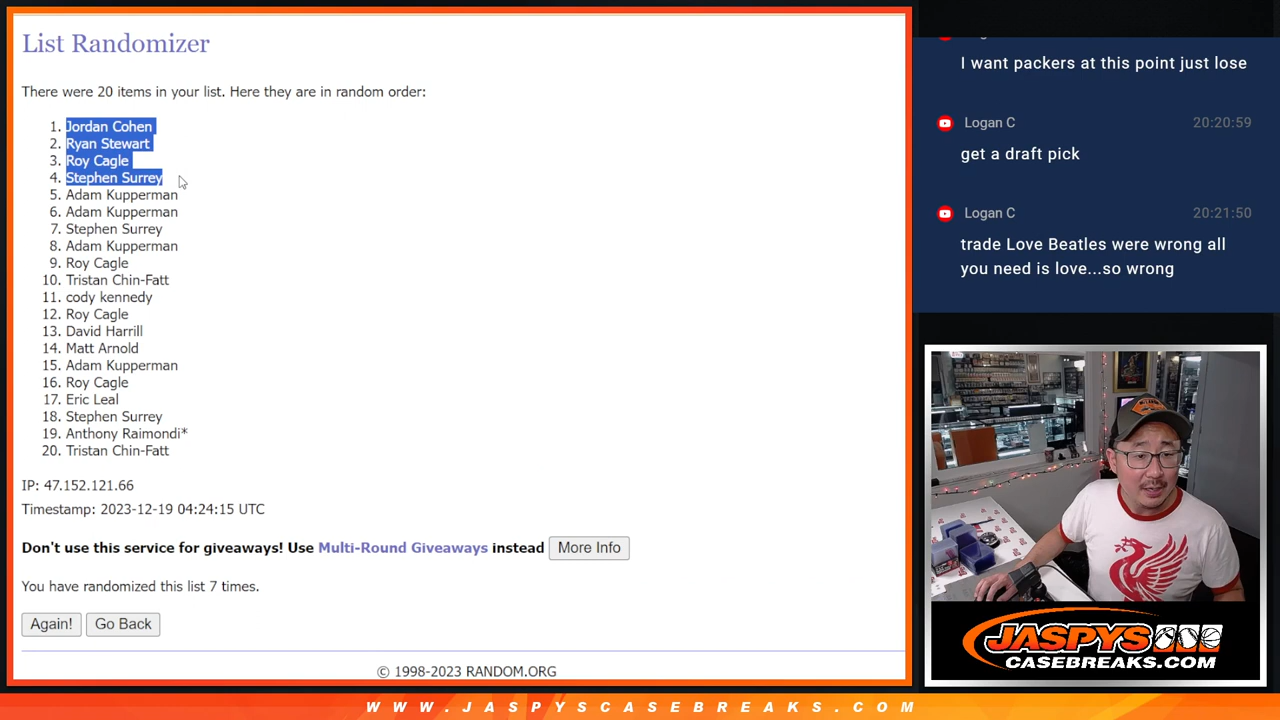 List Randomizer
There were 20 items in your list. Here they are in random order:
1. Jordan Cohen
2. Ryan Stewart
3. Roy Cagle
4. Stephen Surrey
5. Adam Kupperman
6. Adam Kupperman
7. Stephen Surrey
8. Adam Kupperman
9. Roy Cagle
10. Tristan Chin-Fatt
11. cody kennedy
12. Roy Cagle
13. David Harrill
14. Matt Arnold
15. Adam Kupperman
16. Roy Cagle
17. Eric Leal
18. Stephen Surrey
19. Anthony Raimondi*
20. Tristan Chin-Fatt
IP: 47.152.121.66
Timestamp: 2023-12-19 04:24:15 UTC
Don't use this service for giveaways! Use Multi-Round Giveaways instead More Info
You have randomized this list 7 times.
Again! Go Back
© 1998-2023 RANDOM.ORG
I want packers at this point just lose
Logan C 20:20:59
get a draft pick
Logan C 20:21:50
trade Love Beatles were wrong all
you need is love...so wrong
JASPYS
CASEBREAKS.COM
WWW.JASPYSCASEBREAKS.COM